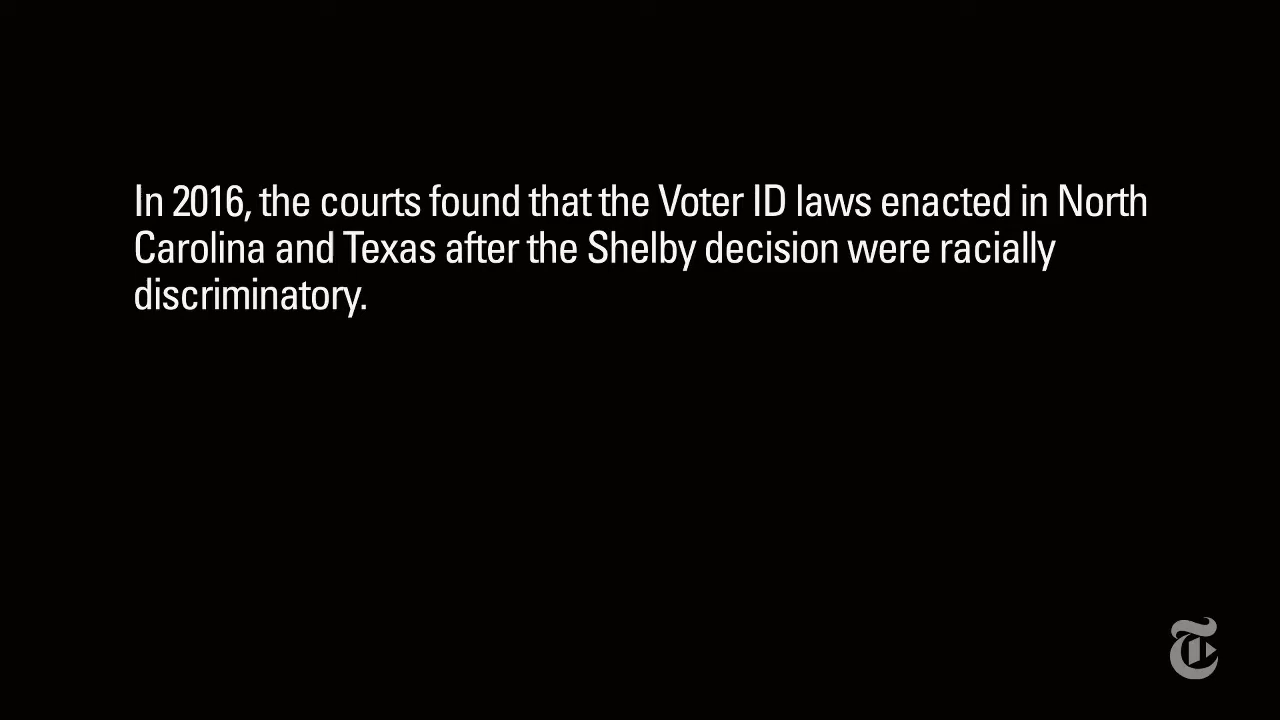 In 2016, the courts found that the Voter ID laws enacted in North
Carolina and Texas after the Shelby decision were racially
discriminatory.